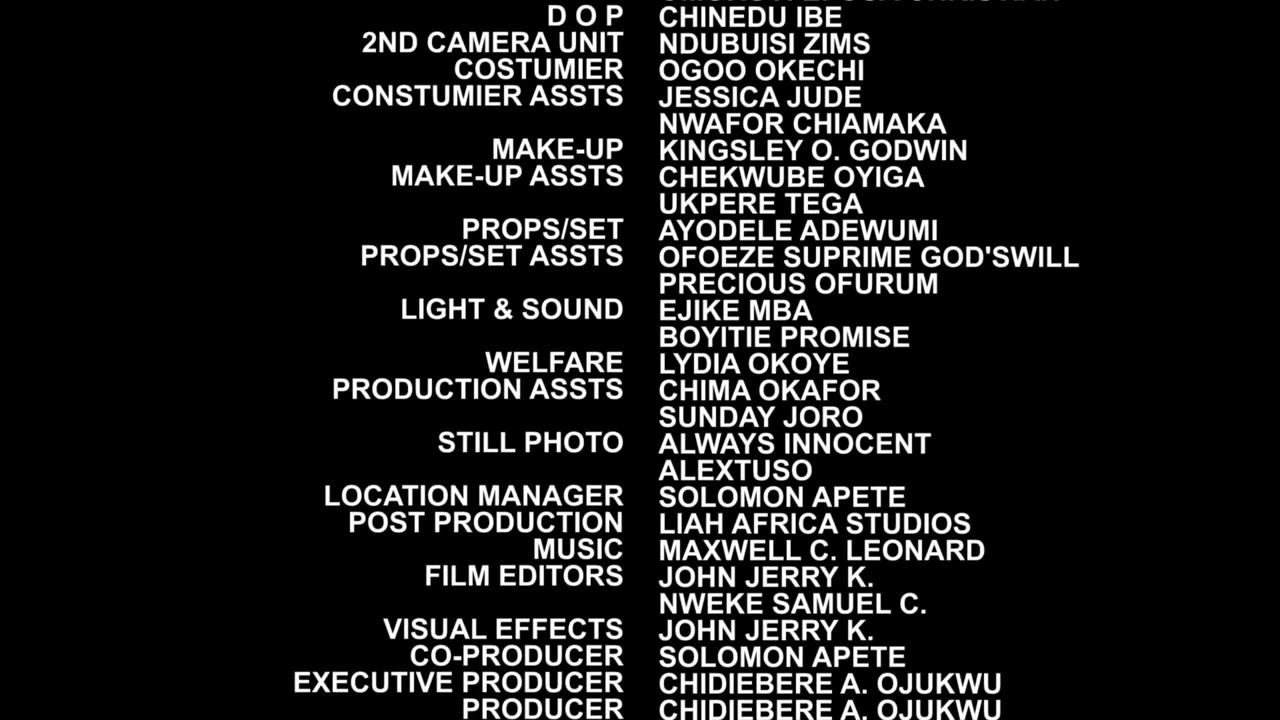 D O P CHINEDU IBE
2ND CAMERA UNIT NDUBUISI ZIMS
COSTUMIER OGOO OKECHI
CONSTUMIER ASSTS JESSICA JUDE
NWAFOR CHIAMAKA
MAKE-UP KINGSLEY O. GODWIN
MAKE-UP ASSTS CHEKWUBE OYIGA
UKPERE TEGA
PROPS/SET AYODELE ADEWUMI
PROPS/SET ASSTS OFOEZE SUPRIME GOD'SWILL
PRECIOUS OFURUM
LIGHT & SOUND EJIKE MBA
BOYITIE PROMISE
WELFARE LYDIA OKOYE
PRODUCTION ASSTS CHIMA OKAFOR
SUNDAY JORO
STILL PHOTO ALWAYS INNOCENT
ALEXTUSO
LOCATION MANAGER SOLOMON APETE
POST PRODUCTION LIAH AFRICA STUDIOS
MUSIC MAXWELL C. LEONARD
FILM EDITORS JOHN JERRY K.
NWEKE SAMUEL C.
VISUAL EFFECTS JOHN JERRY K.
CO-PRODUCER SOLOMON APETE
EXECUTIVE PRODUCER CHIDIEBERE A. OJUKWU
PRODUCER CHIDIEBERE A. OJUKWU